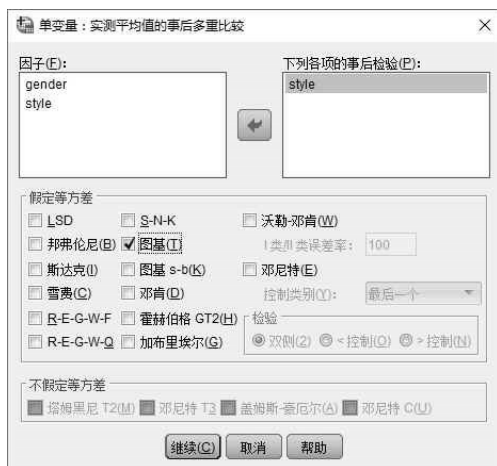 单变量：实测平均值的事后多重比较
因子(F):
gender
style
下列各项的事后检验(P):
style
假定等方差
LSD S-N-K 沃勒-邓肯(W)
邦弗伦尼(B) 图基(T) I 类/II 类误差率: 100
斯达克(I) 图基 s-b(K) 邓尼特(E)
雪费(C) 邓肯(D) 控制类别(Y): 最后一个
R-E-G-W-F 霍赫伯格 GT2(H) 检验
R-E-G-W-Q 加布里埃尔(G) 双侧(2) < 控制(O) > 控制(N)
不假定等方差
塔姆黑尼 T2(M) 邓尼特 T3 盖姆斯-豪厄尔(A) 邓尼特 C(U)
继续(C) 取消 帮助